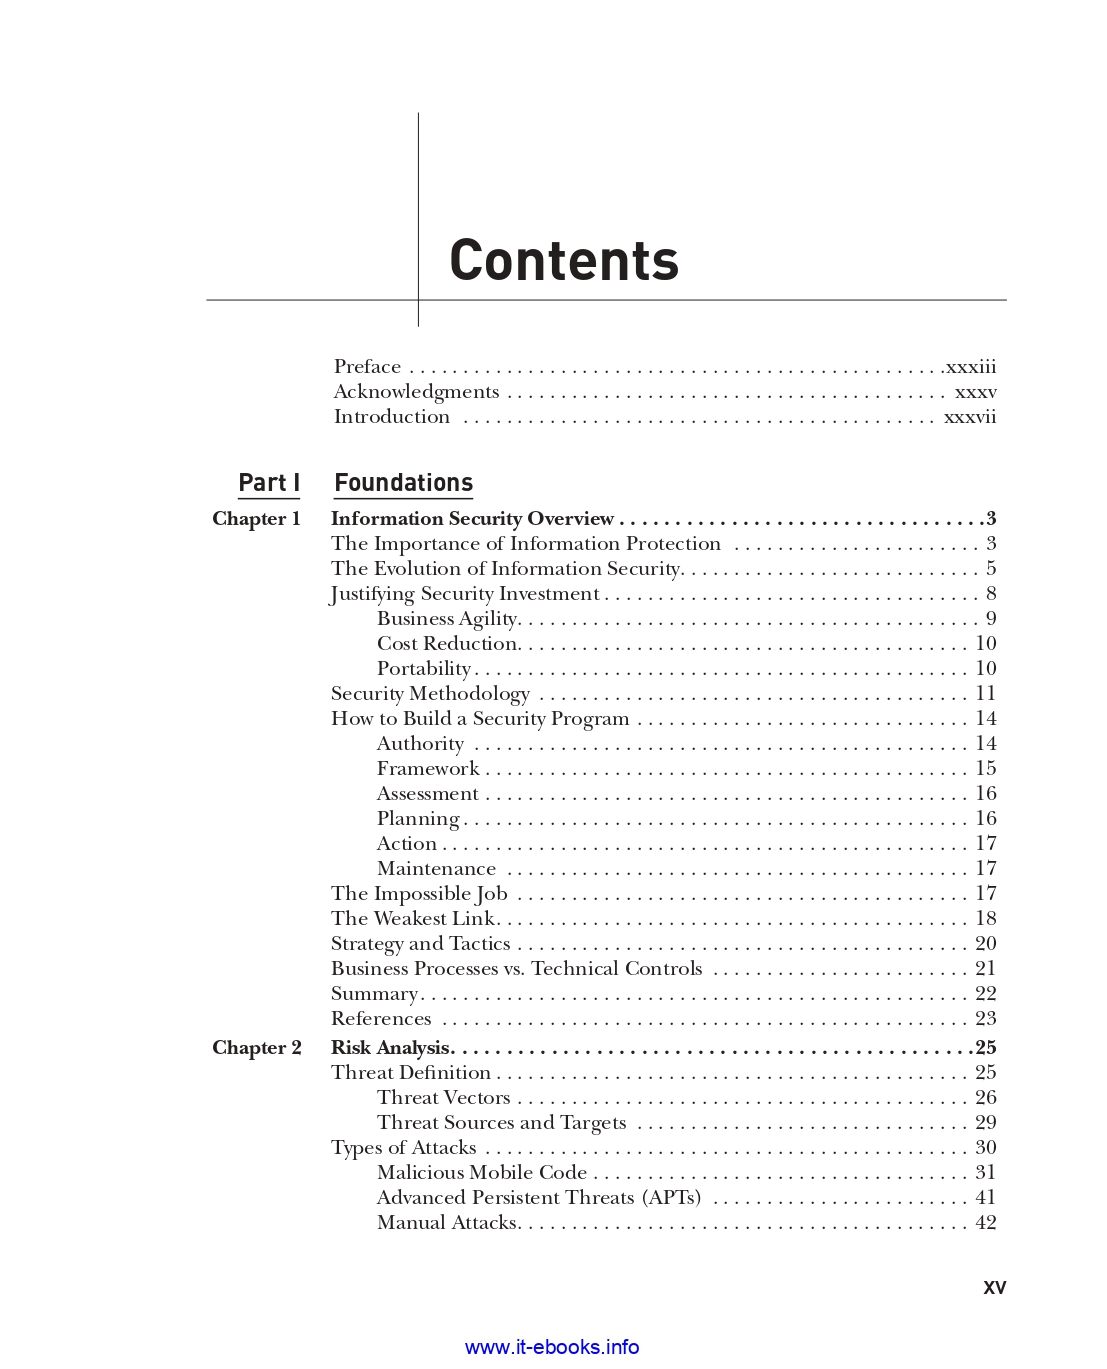 Contents
Preface . . . . . . . . . . . . . . . . . . . . . . . . . . . . . . . . . . . . . . . . . . . . . . . . . .xxxiii
Acknowledgments . . . . . . . . . . . . . . . . . . . . . . . . . . . . . . . . . . . . . . . . . xxxv
Introduction . . . . . . . . . . . . . . . . . . . . . . . . . . . . . . . . . . . . . . . . . . . . xxxvii
Part I Foundations
Chapter 1 Information Security Overview . . . . . . . . . . . . . . . . . . . . . . . . . . . . . . . . .3
The Importance of Information Protection . . . . . . . . . . . . . . . . . . . . . . . 3
The Evolution of Information Security. . . . . . . . . . . . . . . . . . . . . . . . . . . . 5
Justifying Security Investment . . . . . . . . . . . . . . . . . . . . . . . . . . . . . . . . . . . 8
Business Agility. . . . . . . . . . . . . . . . . . . . . . . . . . . . . . . . . . . . . . . . . . . 9
Cost Reduction. . . . . . . . . . . . . . . . . . . . . . . . . . . . . . . . . . . . . . . . . . 10
Portability . . . . . . . . . . . . . . . . . . . . . . . . . . . . . . . . . . . . . . . . . . . . . . 10
Security Methodology . . . . . . . . . . . . . . . . . . . . . . . . . . . . . . . . . . . . . . . . 11
How to Build a Security Program . . . . . . . . . . . . . . . . . . . . . . . . . . . . . . . 14
Authority . . . . . . . . . . . . . . . . . . . . . . . . . . . . . . . . . . . . . . . . . . . . . . 14
Framework . . . . . . . . . . . . . . . . . . . . . . . . . . . . . . . . . . . . . . . . . . . . . 15
Assessment . . . . . . . . . . . . . . . . . . . . . . . . . . . . . . . . . . . . . . . . . . . . . 16
Planning . . . . . . . . . . . . . . . . . . . . . . . . . . . . . . . . . . . . . . . . . . . . . . . 16
Action . . . . . . . . . . . . . . . . . . . . . . . . . . . . . . . . . . . . . . . . . . . . . . . . . 17
Maintenance . . . . . . . . . . . . . . . . . . . . . . . . . . . . . . . . . . . . . . . . . . . 17
The Impossible Job . . . . . . . . . . . . . . . . . . . . . . . . . . . . . . . . . . . . . . . . . . 17
The Weakest Link. . . . . . . . . . . . . . . . . . . . . . . . . . . . . . . . . . . . . . . . . . . . 18
Strategy and Tactics . . . . . . . . . . . . . . . . . . . . . . . . . . . . . . . . . . . . . . . . . . 20
Business Processes vs. Technical Controls . . . . . . . . . . . . . . . . . . . . . . . . 21
Summary. . . . . . . . . . . . . . . . . . . . . . . . . . . . . . . . . . . . . . . . . . . . . . . . . . . 22
References . . . . . . . . . . . . . . . . . . . . . . . . . . . . . . . . . . . . . . . . . . . . . . . . . 23
Chapter 2 Risk Analysis. . . . . . . . . . . . . . . . . . . . . . . . . . . . . . . . . . . . . . . . . . . . . . .25
Threat Definition . . . . . . . . . . . . . . . . . . . . . . . . . . . . . . . . . . . . . . . . . . . . 25
Threat Vectors . . . . . . . . . . . . . . . . . . . . . . . . . . . . . . . . . . . . . . . . . . 26
Threat Sources and Targets . . . . . . . . . . . . . . . . . . . . . . . . . . . . . . . 29
Types of Attacks . . . . . . . . . . . . . . . . . . . . . . . . . . . . . . . . . . . . . . . . . . . . . 30
Malicious Mobile Code . . . . . . . . . . . . . . . . . . . . . . . . . . . . . . . . . . . 31
Advanced Persistent Threats (APTs) . . . . . . . . . . . . . . . . . . . . . . . . 41
Manual Attacks. . . . . . . . . . . . . . . . . . . . . . . . . . . . . . . . . . . . . . . . . . 42
xv
www.it-ebooks.info